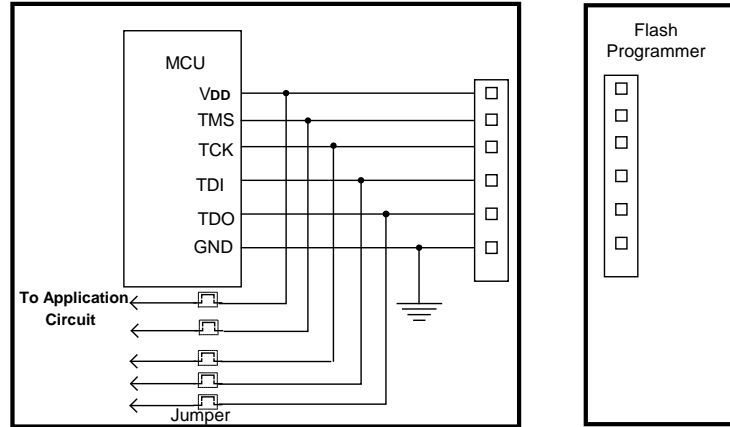 MCU
VDD
TMS
TCK
TDI
TDO
GND
To Application
Circuit
Jumper
Flash
Programmer